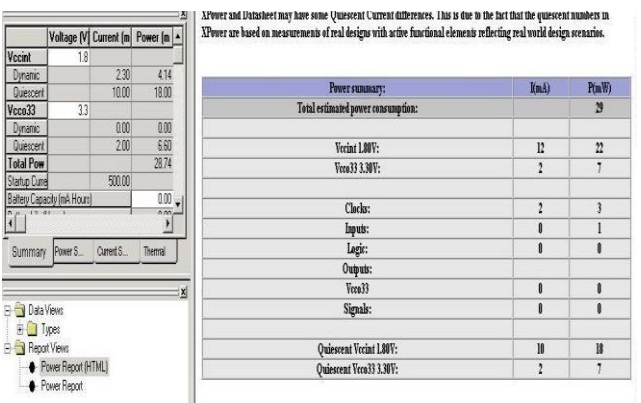 Voltage (V) Current (m Power (m
Vccint 1.8
Dynamic 2.30 4.14
Quiescent 10.00 18.00
Vcco33 3.3
Dynamic 0.00 0.00
Quiescent 2.00 6.60
Total Pow 28.74
Startup Curre 500.00
Battery Capacity (mA Hours) 0.00
Summary Power S... Current S... Thermal
Data Views
Types
Report Views
Power Report (HTML)
Power Report
XPower and Datasheet may have some Quiescent Current differences. This is due to the fact that the quiescent numbers in
XPower are based on measurements of real designs with active functional elements reflecting real world design scenarios.
Power summary: I(mA) P(mW)
Total estimated power consumption: 29
Vccint 1.80V: 12 22
Vcco33 3.30V: 2 7
Clocks: 2 3
Inputs: 0 1
Logic: 0 0
Outputs:
Vcco33 0 0
Signals: 0 0
Quiescent Vccint 1.80V: 10 18
Quiescent Vcco33 3.30V: 2 7